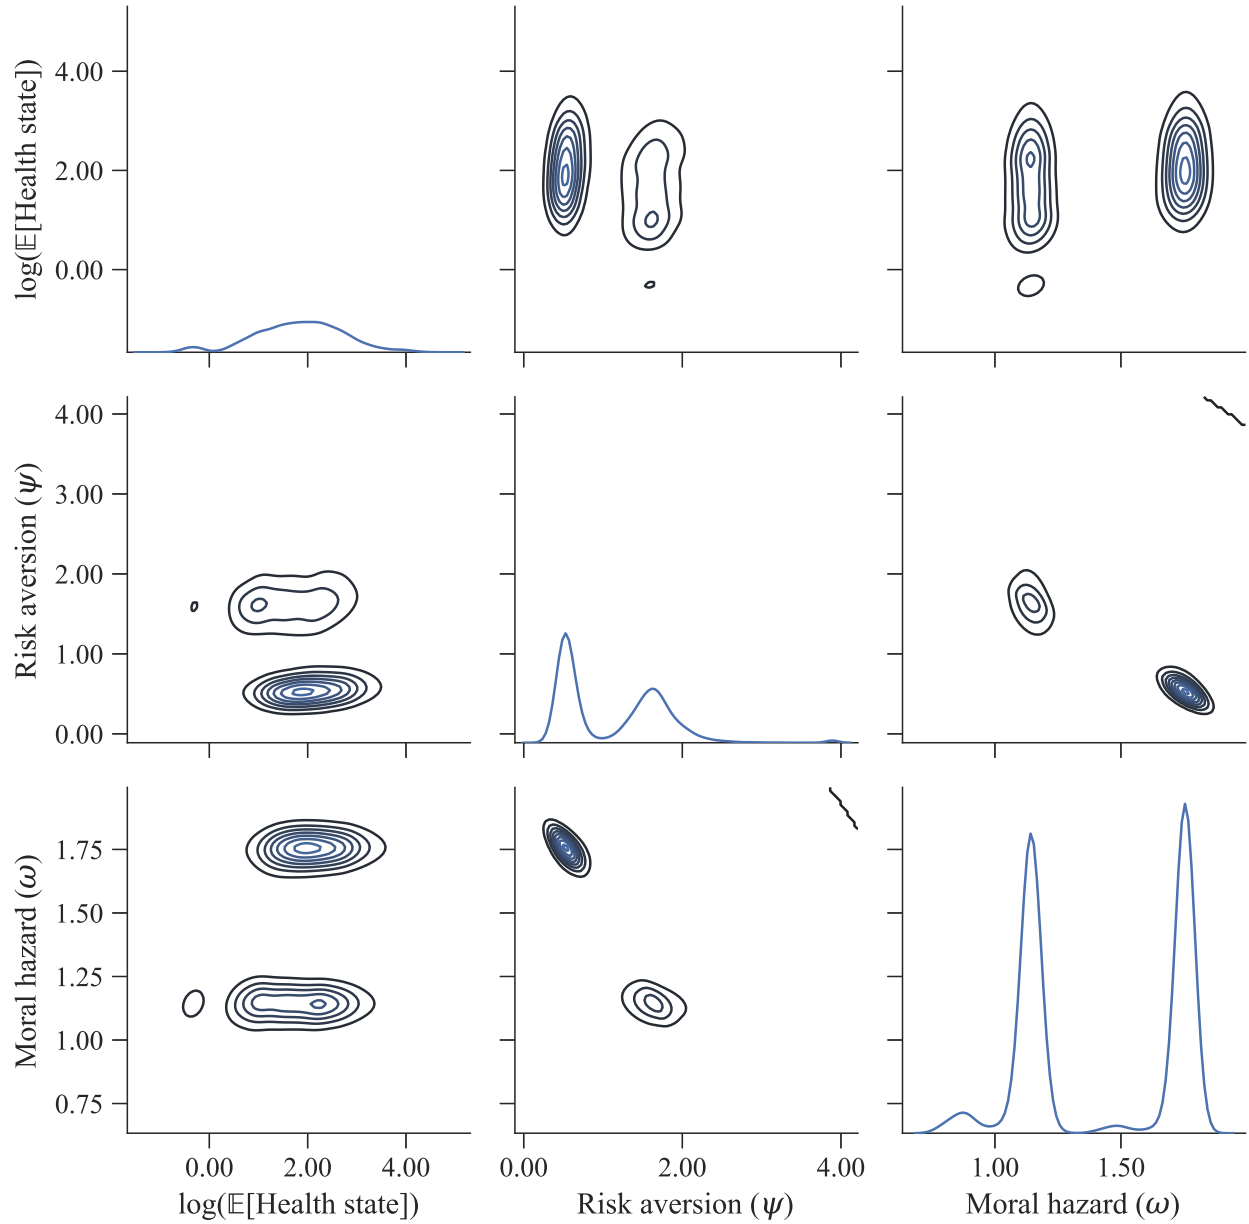 log(𝔼[Health state])
4.00
2.00
0.00
Risk aversion (ψ)
4.00
3.00
2.00
1.00
0.00
Moral hazard (ω)
1.75
1.50
1.25
1.00
0.75
0.00 2.00 4.00
0.00 2.00 4.00
1.00 1.50
log(𝔼[Health state])
Risk aversion (ψ)
Moral hazard (ω)